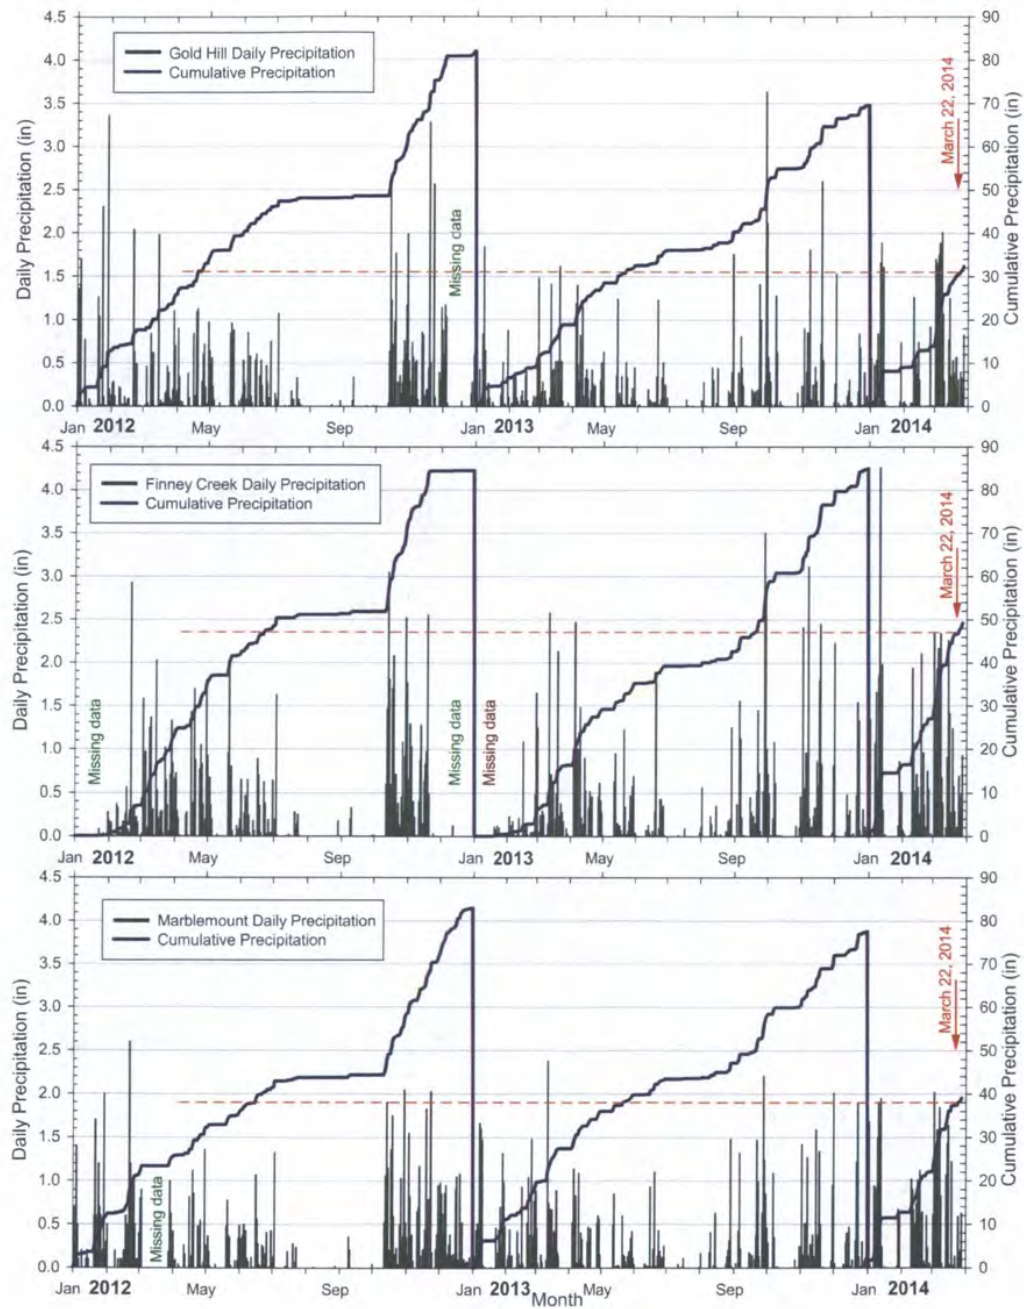 4.5
4.0
3.5
3.0
2.5
2.0
1.5
1.0
0.5
0.0
Daily Precipitation (in)
Gold Hill Daily Precipitation
Cumulative Precipitation
Missing data
March 22, 2014
90
80
70
60
50
40
30
20
10
0
Cumulative Precipitation (in)
Jan 2012 May Sep Jan 2013 May Sep Jan 2014
4.5
4.0
3.5
3.0
2.5
2.0
1.5
1.0
0.5
0.0
Daily Precipitation (in)
Finney Creek Daily Precipitation
Cumulative Precipitation
Missing data
Missing data
Missing data
March 22, 2014
90
80
70
60
50
40
30
20
10
0
Cumulative Precipitation (in)
Jan 2012 May Sep Jan 2013 May Sep Jan 2014
4.5
4.0
3.5
3.0
2.5
2.0
1.5
1.0
0.5
0.0
Daily Precipitation (in)
Marblemount Daily Precipitation
Cumulative Precipitation
Missing data
March 22, 2014
90
80
70
60
50
40
30
20
10
0
Cumulative Precipitation (in)
Jan 2012 May Sep Jan 2013 May Sep Jan 2014
Month